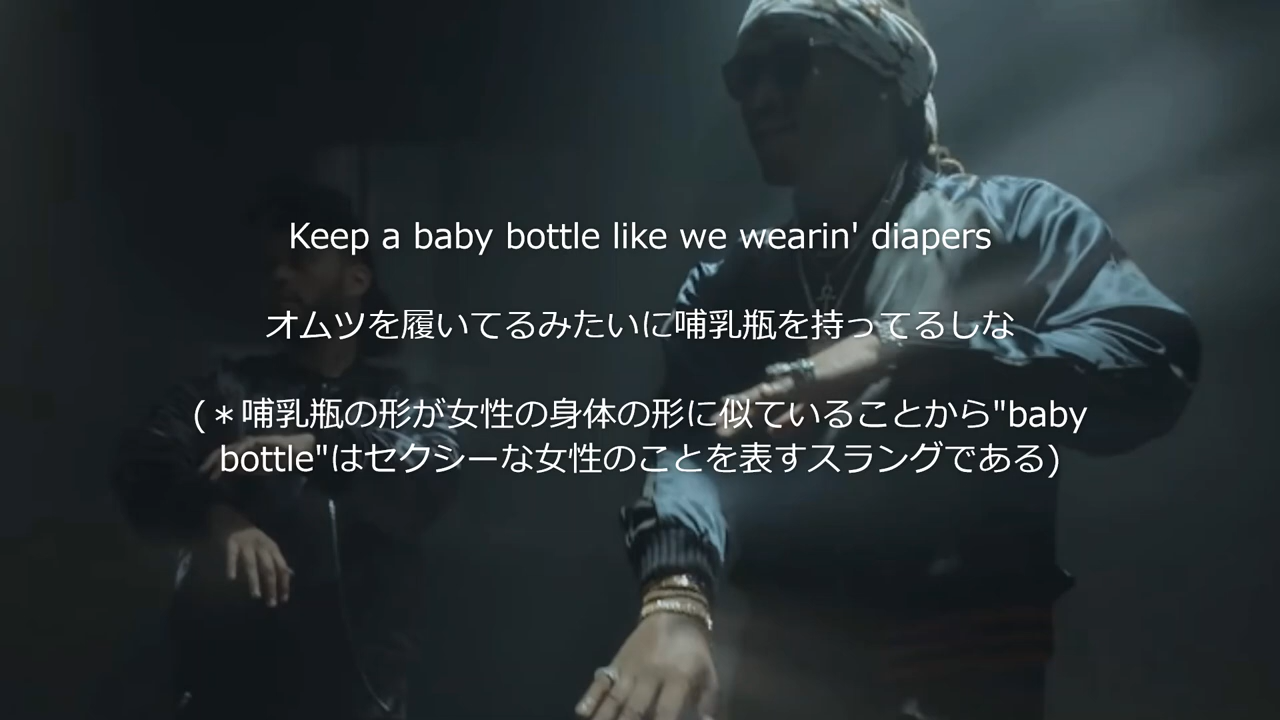 Keep a baby bottle like we wearin' diapers
オムツを履いてるみたいに哺乳瓶を持ってるしな
(＊哺乳瓶の形が女性の身体の形に似ていることから"baby
bottle"はセクシーな女性のことを表すスラングである)